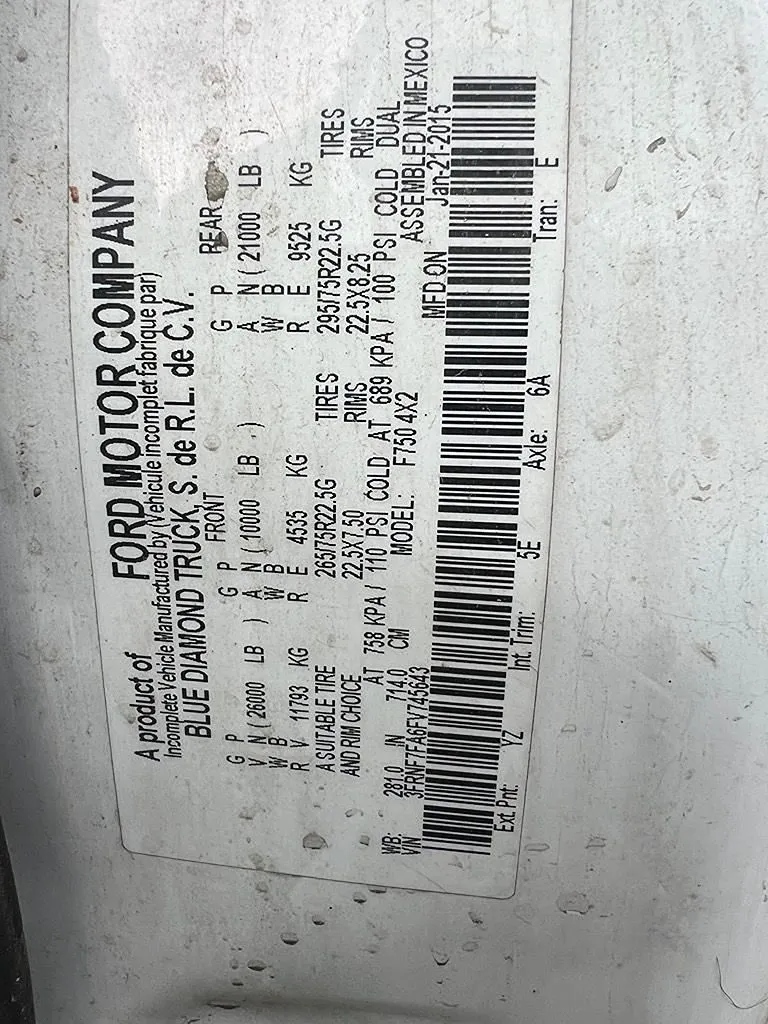 A product of FORD MOTOR COMPANY
Incomplete Vehicle Manufactured by (Vehicule incomplet fabrique par)
BLUE DIAMOND TRUCK, S. de R.L. de C.V.
FRONT REAR
G P G P G P
V N ( 26000 LB ) A N ( 10000 LB ) A N ( 21000 LB )
W B W B W B
R V 11793 KG R E 4535 KG R E 9525 KG
A SUITABLE TIRE 265/75R22.5G TIRES 295/75R22.5G TIRES
AND RIM CHOICE 22.5X7.50 RIMS 22.5X8.25 RIMS
AT 758 KPA / 110 PSI COLD AT 689 KPA / 100 PSI COLD DUAL
WB: 281.0 IN 714.0 CM MODEL: F750 4X2 ASSEMBLED IN MEXICO
VIN 3FRNF7FA6FV745643 MFD ON Jan-21-2015
Ext. Pnt: YZ Int. Trim: 5E Axle: 6A Tran: E